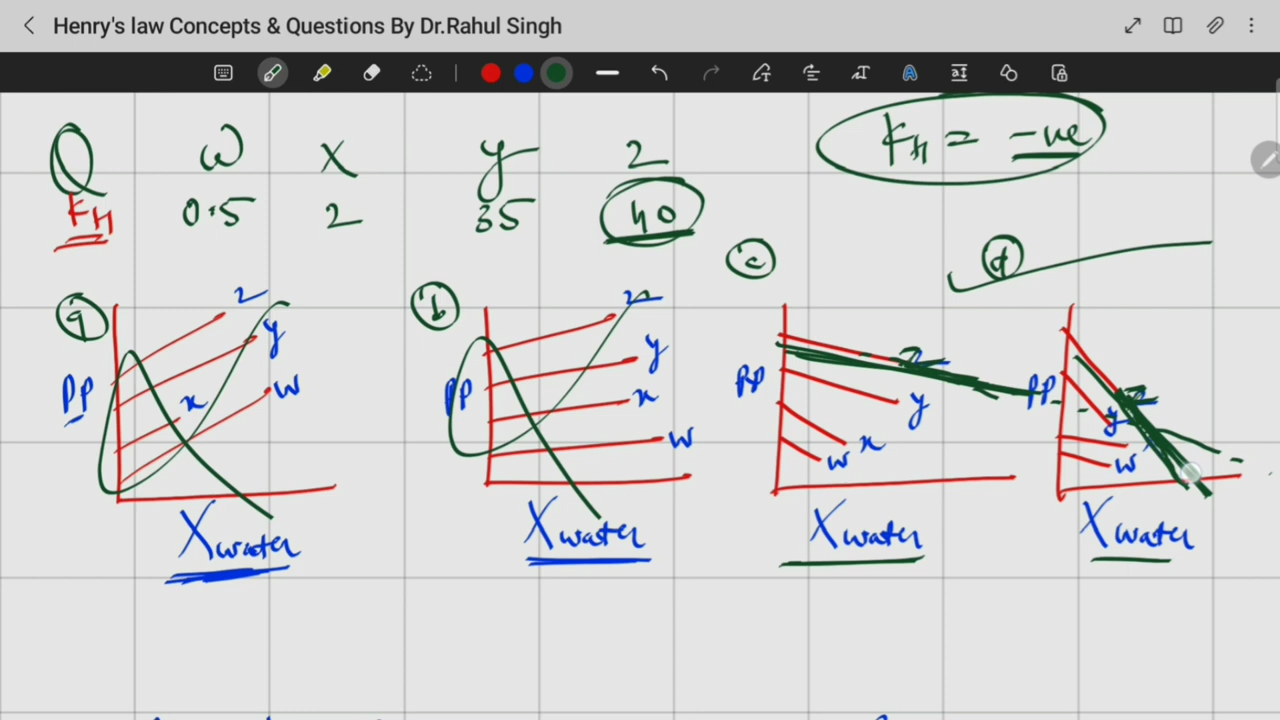 Henry's law Concepts & Questions By Dr.Rahul Singh
Q w x y z
KH 0.5 2 35 40
KH = -ve
a b c d
z y x w
PP
Xwater
z y x w
PP
Xwater
z y x w
PP
Xwater
z y x w
PP
Xwater